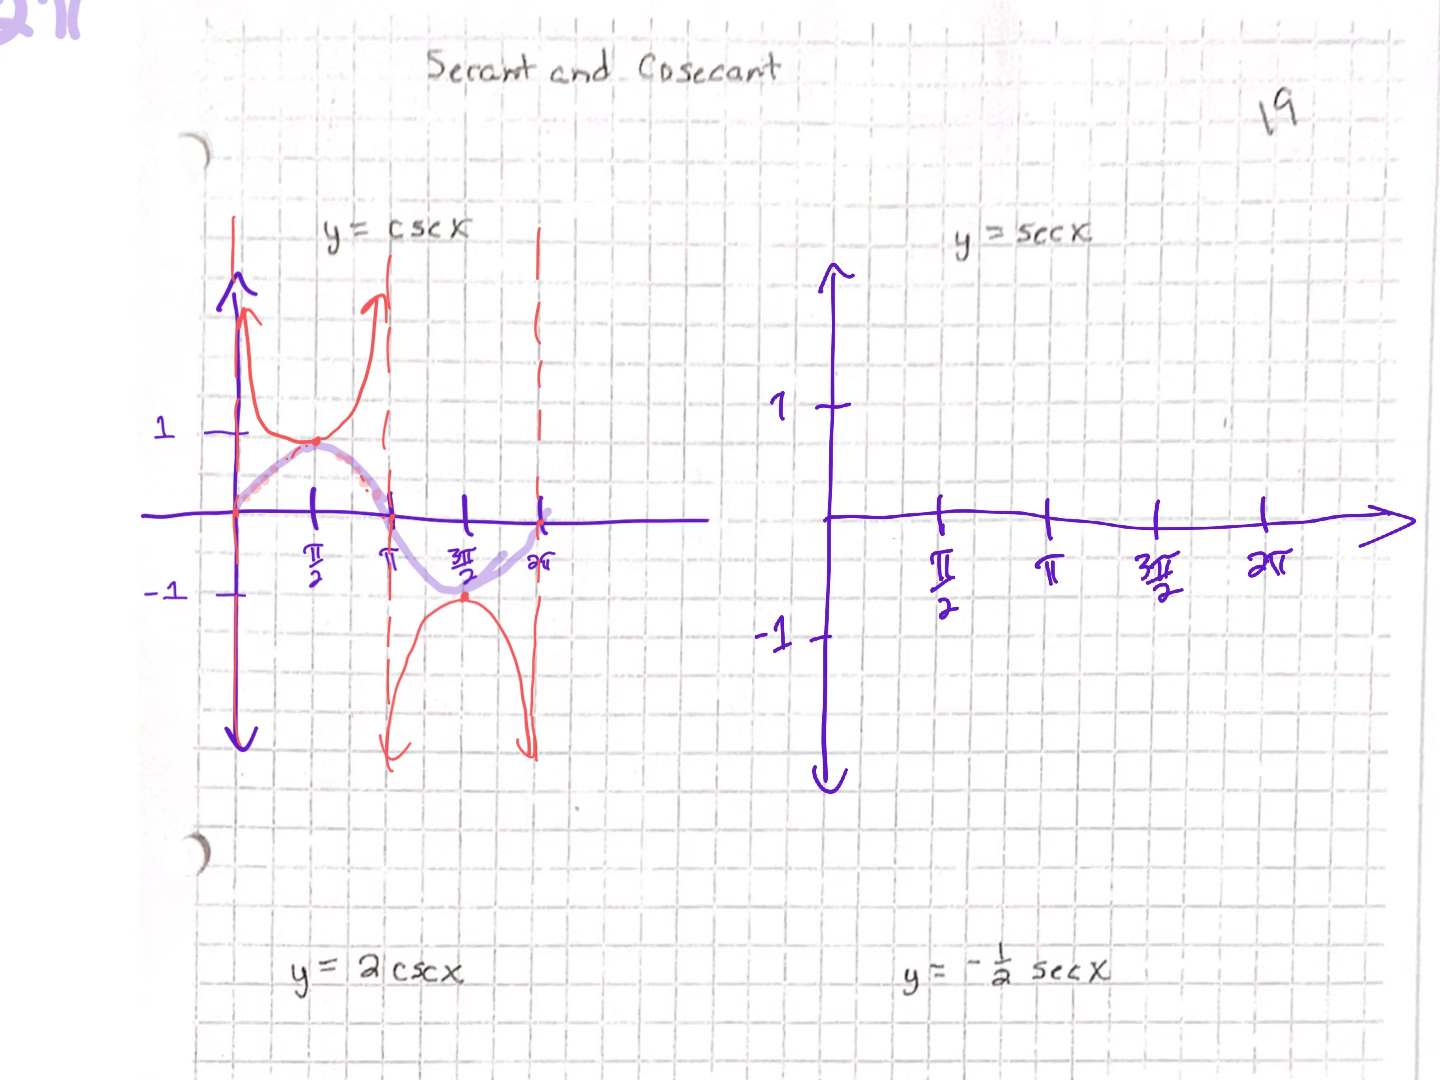 2π
Secant and Cosecant
19
y = csc x
y = sec x
1
π/2 π 3π/2 2π
-1
1
π/2 π 3π/2 2π
-1
y = 2 csc x
y = - 1/2 sec x